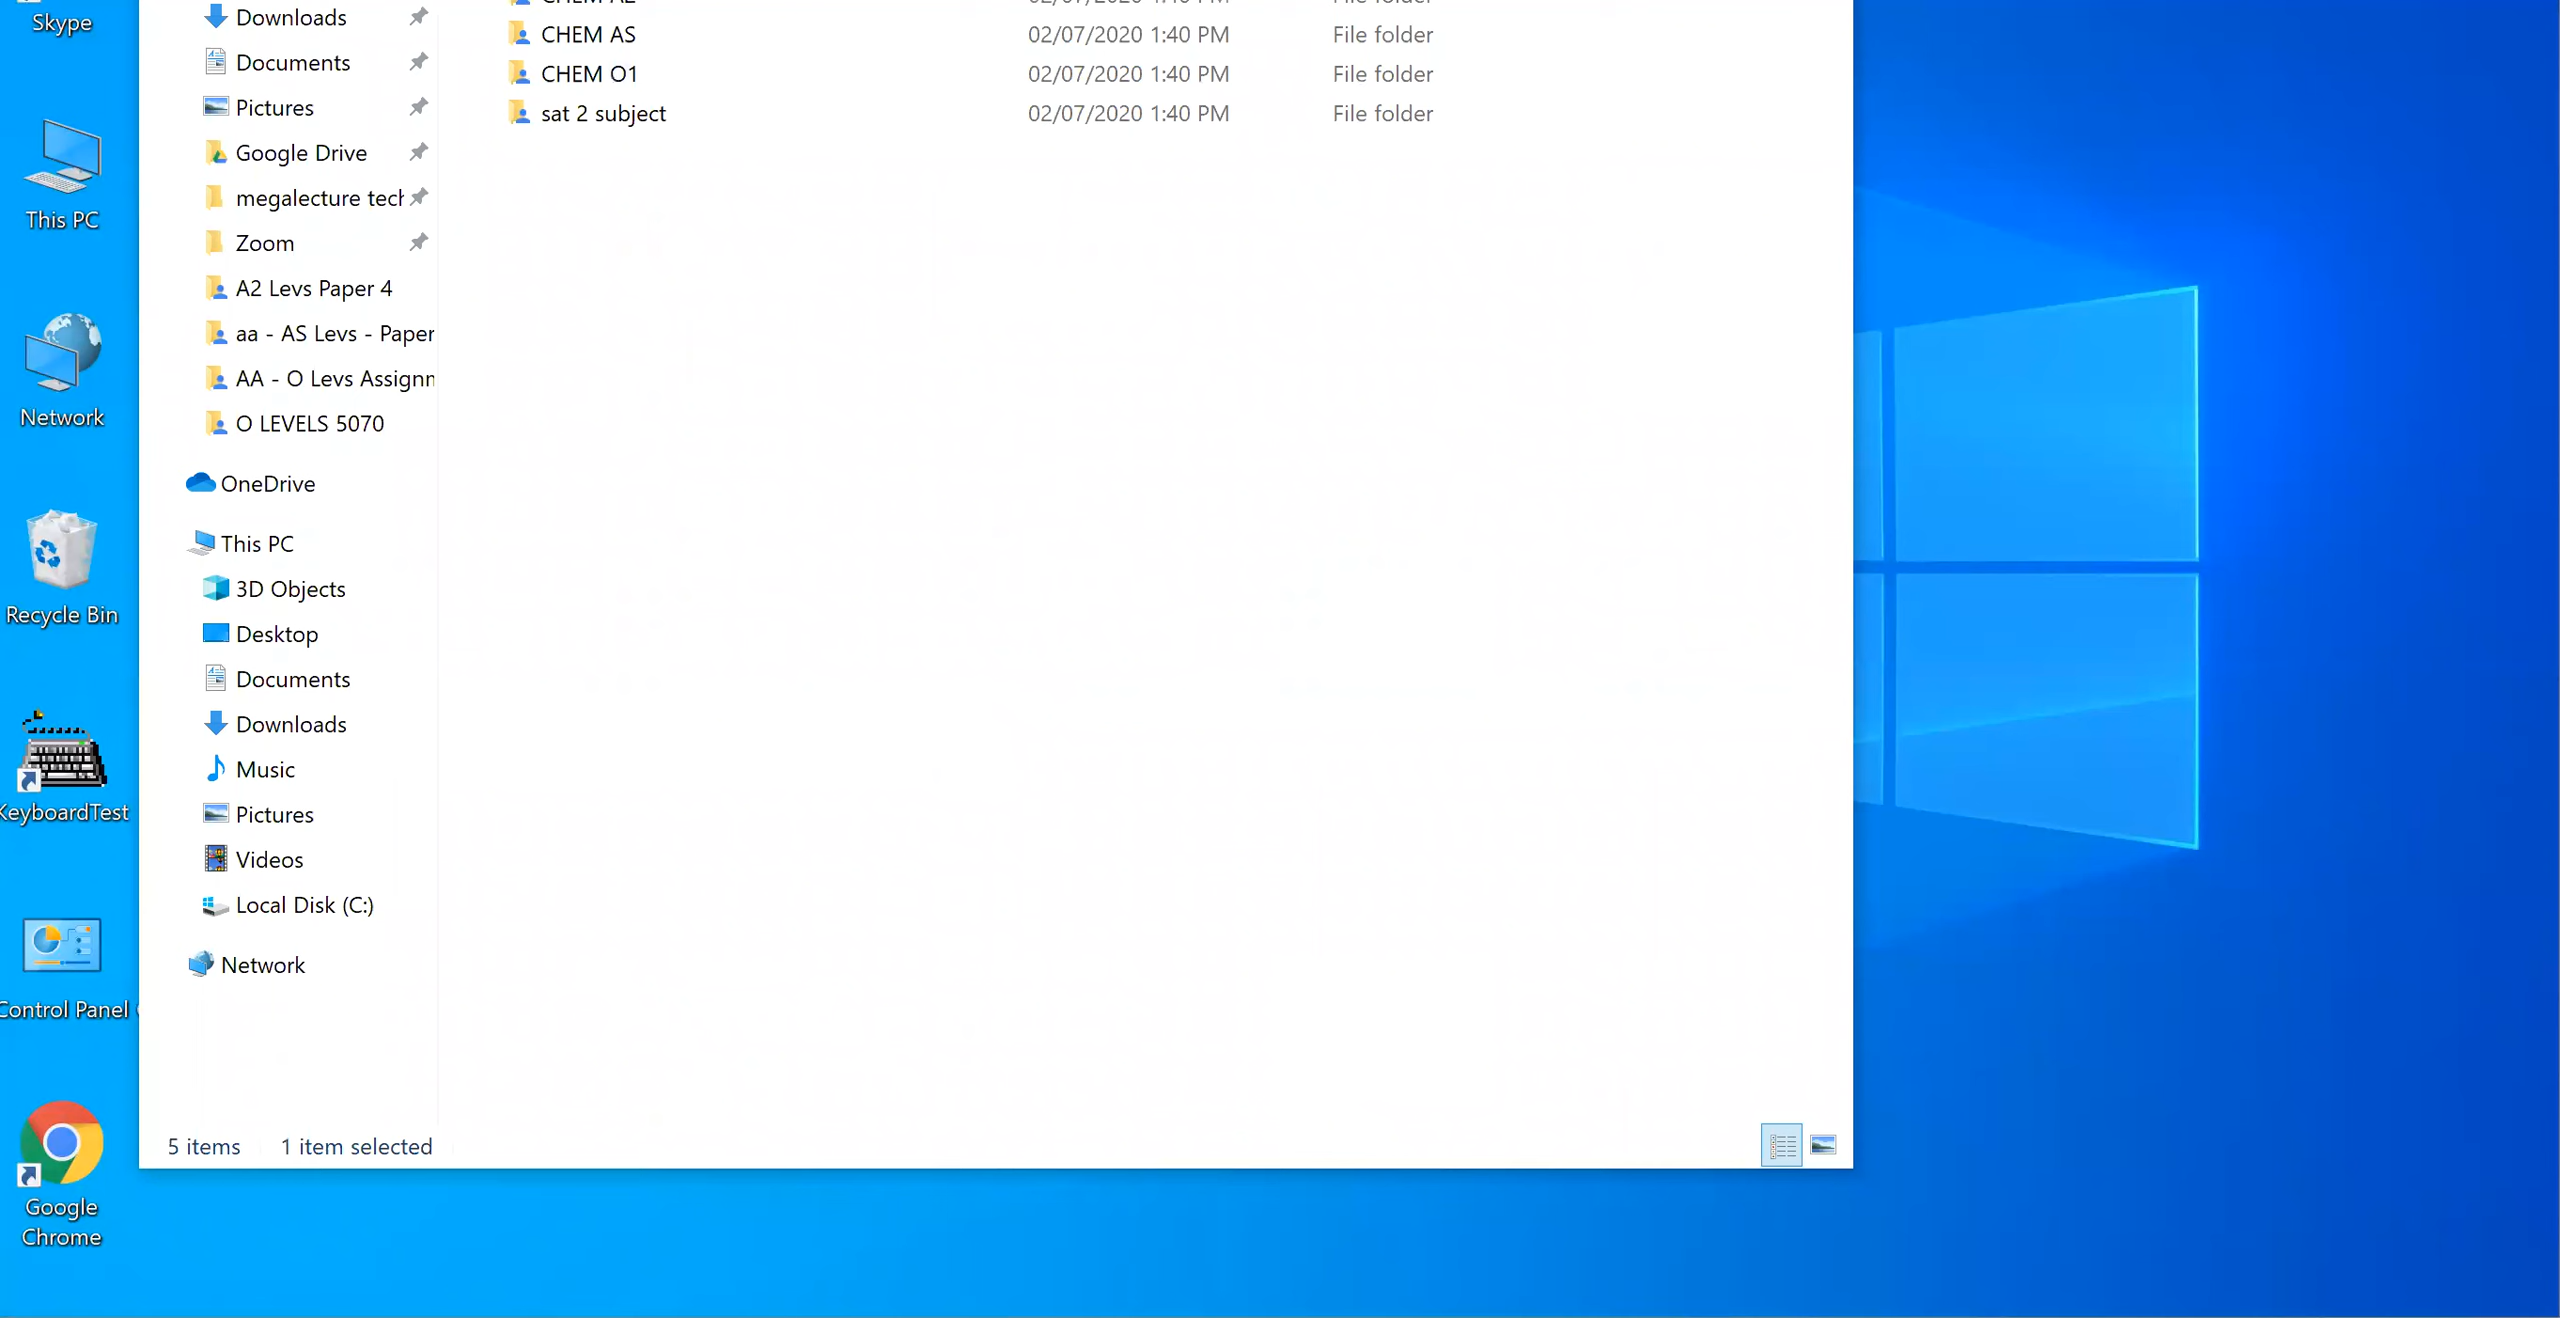 Skype
This PC
Network
Recycle Bin
KeyboardTest
Control Panel
Google
Chrome
Downloads
Documents
Pictures
Google Drive
megalecture tech
Zoom
A2 Levs Paper 4
aa - AS Levs - Paper
AA - O Levs Assignm
O LEVELS 5070
OneDrive
This PC
3D Objects
Desktop
Documents
Downloads
Music
Pictures
Videos
Local Disk (C:)
Network
CHEM AS 02/07/2020 1:40 PM File folder
CHEM O1 02/07/2020 1:40 PM File folder
sat 2 subject 02/07/2020 1:40 PM File folder
5 items 1 item selected